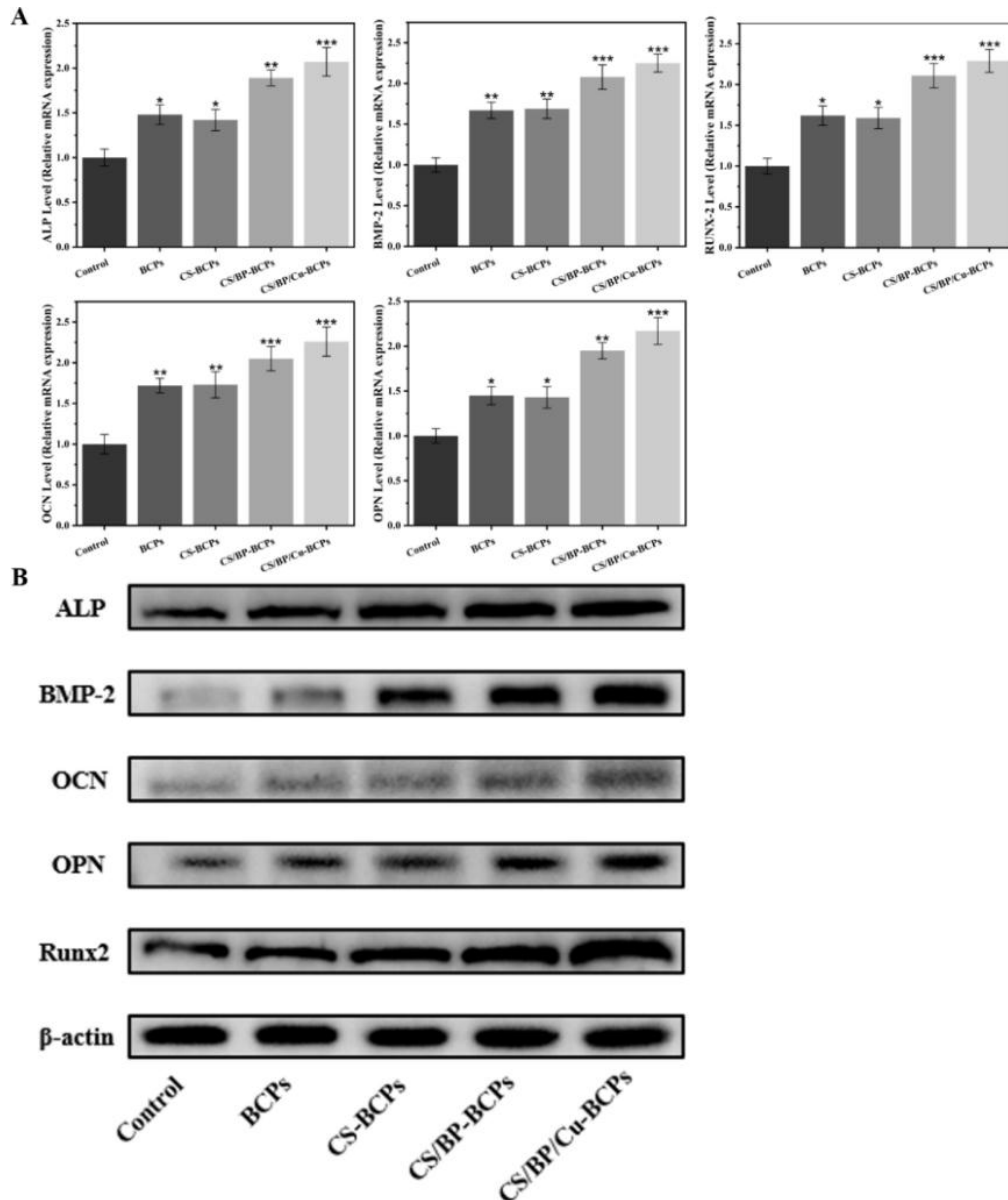 A
ALP Level (Relative mRNA expression)
2.5
2.0
1.5
1.0
0.5
0.0
*
*
**
***
Control
BCPs
CS-BCPs
CS/BP-BCPs
CS/BP/Cu-BCPs
BMP-2 Level (Relative mRNA expression)
2.5
2.0
1.5
1.0
0.5
0.0
**
**
***
***
Control
BCPs
CS-BCPs
CS/BP-BCPs
CS/BP/Cu-BCPs
RUNX-2 Level (Relative mRNA expression)
2.5
2.0
1.5
1.0
0.5
0.0
*
*
***
***
Control
BCPs
CS-BCPs
CS/BP-BCPs
CS/BP/Cu-BCPs
OCN Level (Relative mRNA expression)
2.5
2.0
1.5
1.0
0.5
0.0
**
**
***
***
Control
BCPs
CS-BCPs
CS/BP-BCPs
CS/BP/Cu-BCPs
OPN Level (Relative mRNA expression)
2.5
2.0
1.5
1.0
0.5
0.0
*
*
**
***
Control
BCPs
CS-BCPs
CS/BP-BCPs
CS/BP/Cu-BCPs
B
ALP
BMP-2
OCN
OPN
Runx2
β-actin
Control
BCPs
CS-BCPs
CS/BP-BCPs
CS/BP/Cu-BCPs